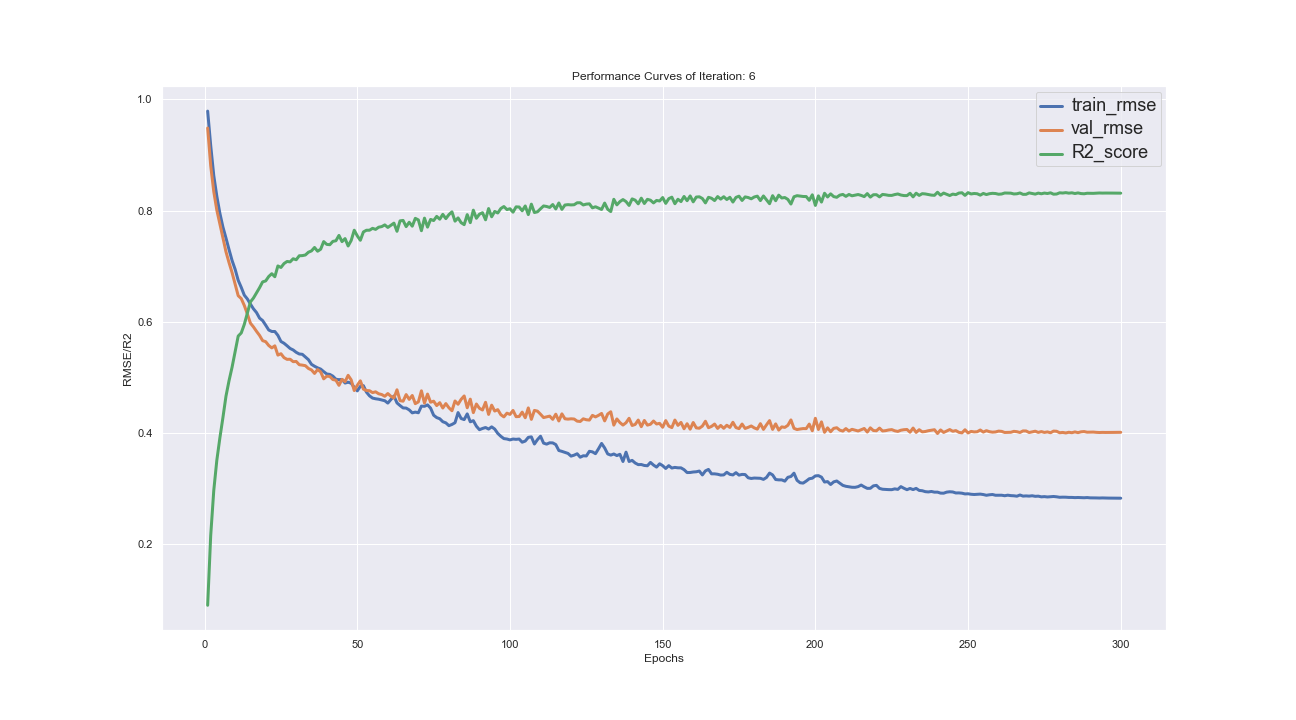 Performance Curves of Iteration: 6
train_rmse
val_rmse
R2_score
1.0
0.8
0.6
0.4
0.2
RMSE/R2
0
50
100
150
200
250
300
Epochs